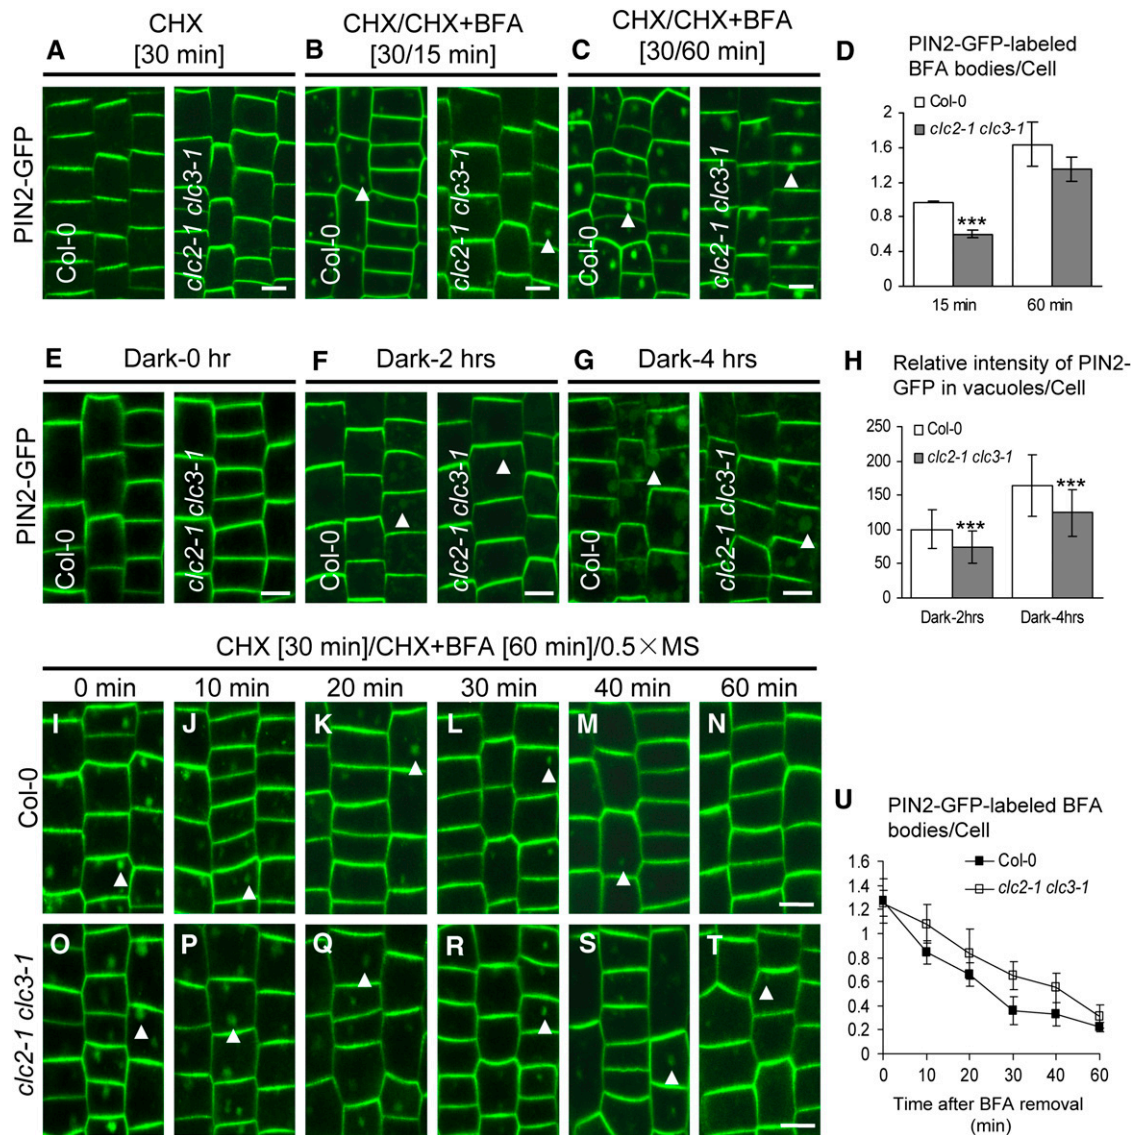 A
CHX
[30 min]
B
CHX/CHX+BFA
[30/15 min]
C
CHX/CHX+BFA
[30/60 min]
PIN2-GFP
Col-0
clc2-1 clc3-1
Col-0
clc2-1 clc3-1
Col-0
clc2-1 clc3-1
D
PIN2-GFP-labeled
BFA bodies/Cell
Col-0
clc2-1 clc3-1
2
1.6
1.2
0.8
0.4
0
***
15 min
60 min
E
Dark-0 hr
F
Dark-2 hrs
G
Dark-4 hrs
PIN2-GFP
Col-0
clc2-1 clc3-1
Col-0
clc2-1 clc3-1
Col-0
clc2-1 clc3-1
H
Relative intensity of PIN2-
GFP in vacuoles/Cell
Col-0
clc2-1 clc3-1
250
200
150
100
50
0
***
***
Dark-2hrs
Dark-4hrs
CHX [30 min]/CHX+BFA [60 min]/0.5×MS
0 min
10 min
20 min
30 min
40 min
60 min
Col-0
I
J
K
L
M
N
clc2-1 clc3-1
O
P
Q
R
S
T
U
PIN2-GFP-labeled BFA
bodies/Cell
Col-0
clc2-1 clc3-1
1.6
1.4
1.2
1
0.8
0.6
0.4
0.2
0
0
10
20
30
40
60
Time after BFA removal
(min)